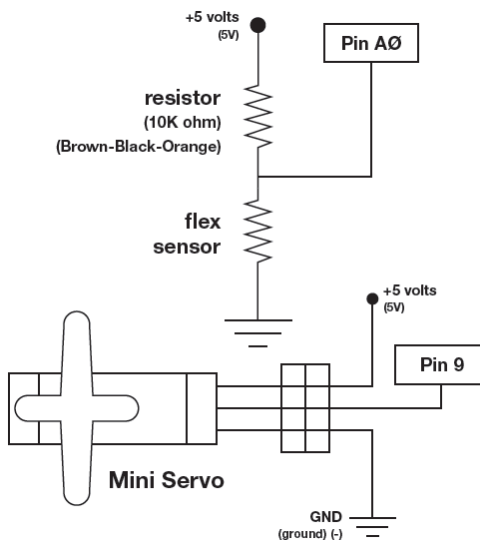 +5 volts
(5V)
Pin AØ
resistor
(10K ohm)
(Brown-Black-Orange)
flex
sensor
+5 volts
(5V)
Pin 9
Mini Servo
GND
(ground) (-)